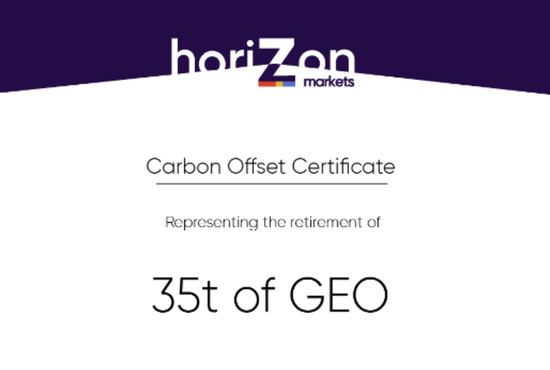 horiZon
markets
Carbon Offset Certificate
Representing the retirement of
35t of GEO